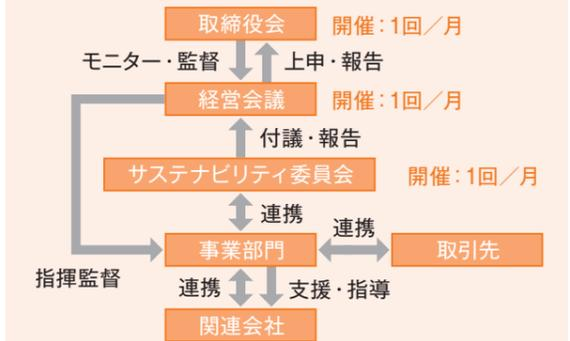 取締役会 開催：1回／月
モニター・監督 上申・報告
経営会議 開催：1回／月
付議・報告
サステナビリティ委員会 開催：1回／月
連携
事業部門 連携 取引先
指揮監督
連携 支援・指導
関連会社